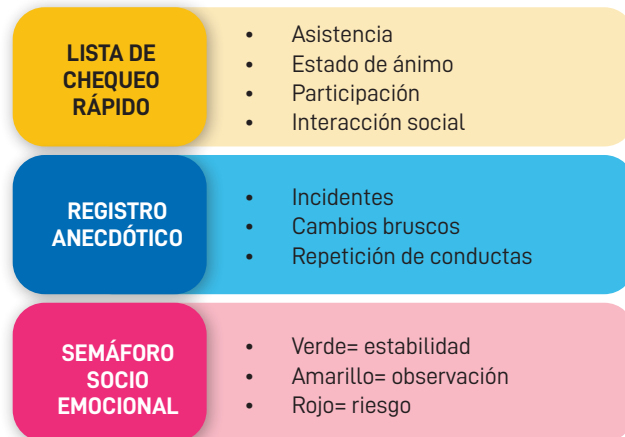 LISTA DE
CHEQUEO
RÁPIDO
• Asistencia
• Estado de ánimo
• Participación
• Interacción social
REGISTRO
ANECDÓTICO
• Incidentes
• Cambios bruscos
• Repetición de conductas
SEMÁFORO
SOCIO
EMOCIONAL
• Verde= estabilidad
• Amarillo= observación
• Rojo= riesgo